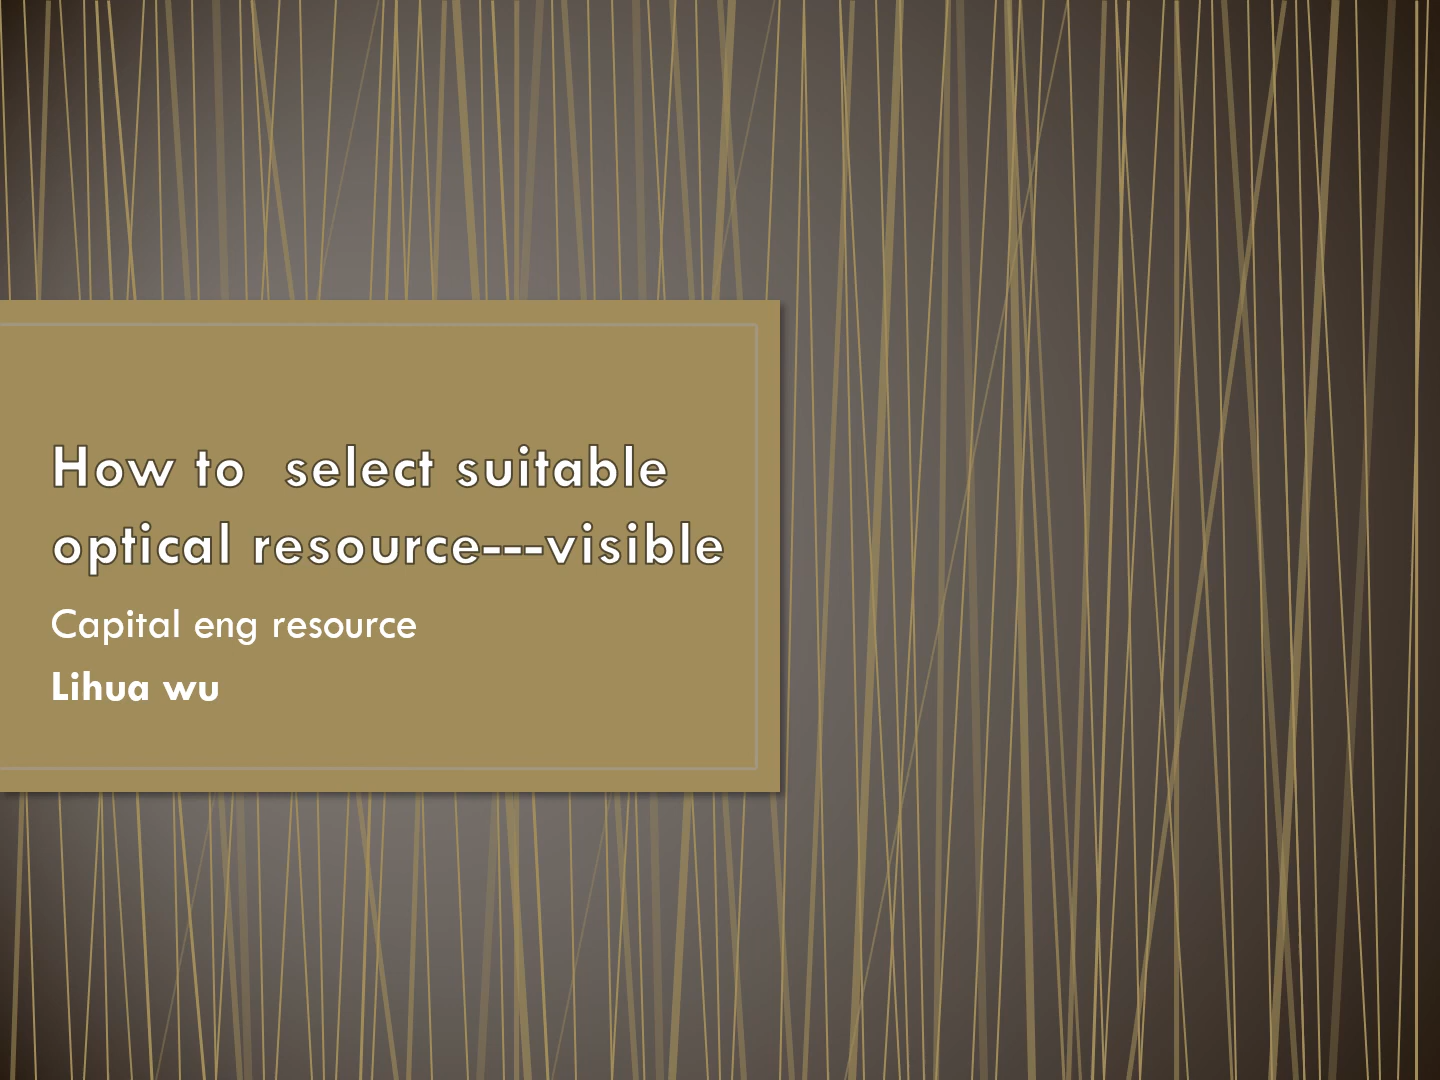 How to  select suitable
optical resource---visible
Capital eng resource
Lihua wu